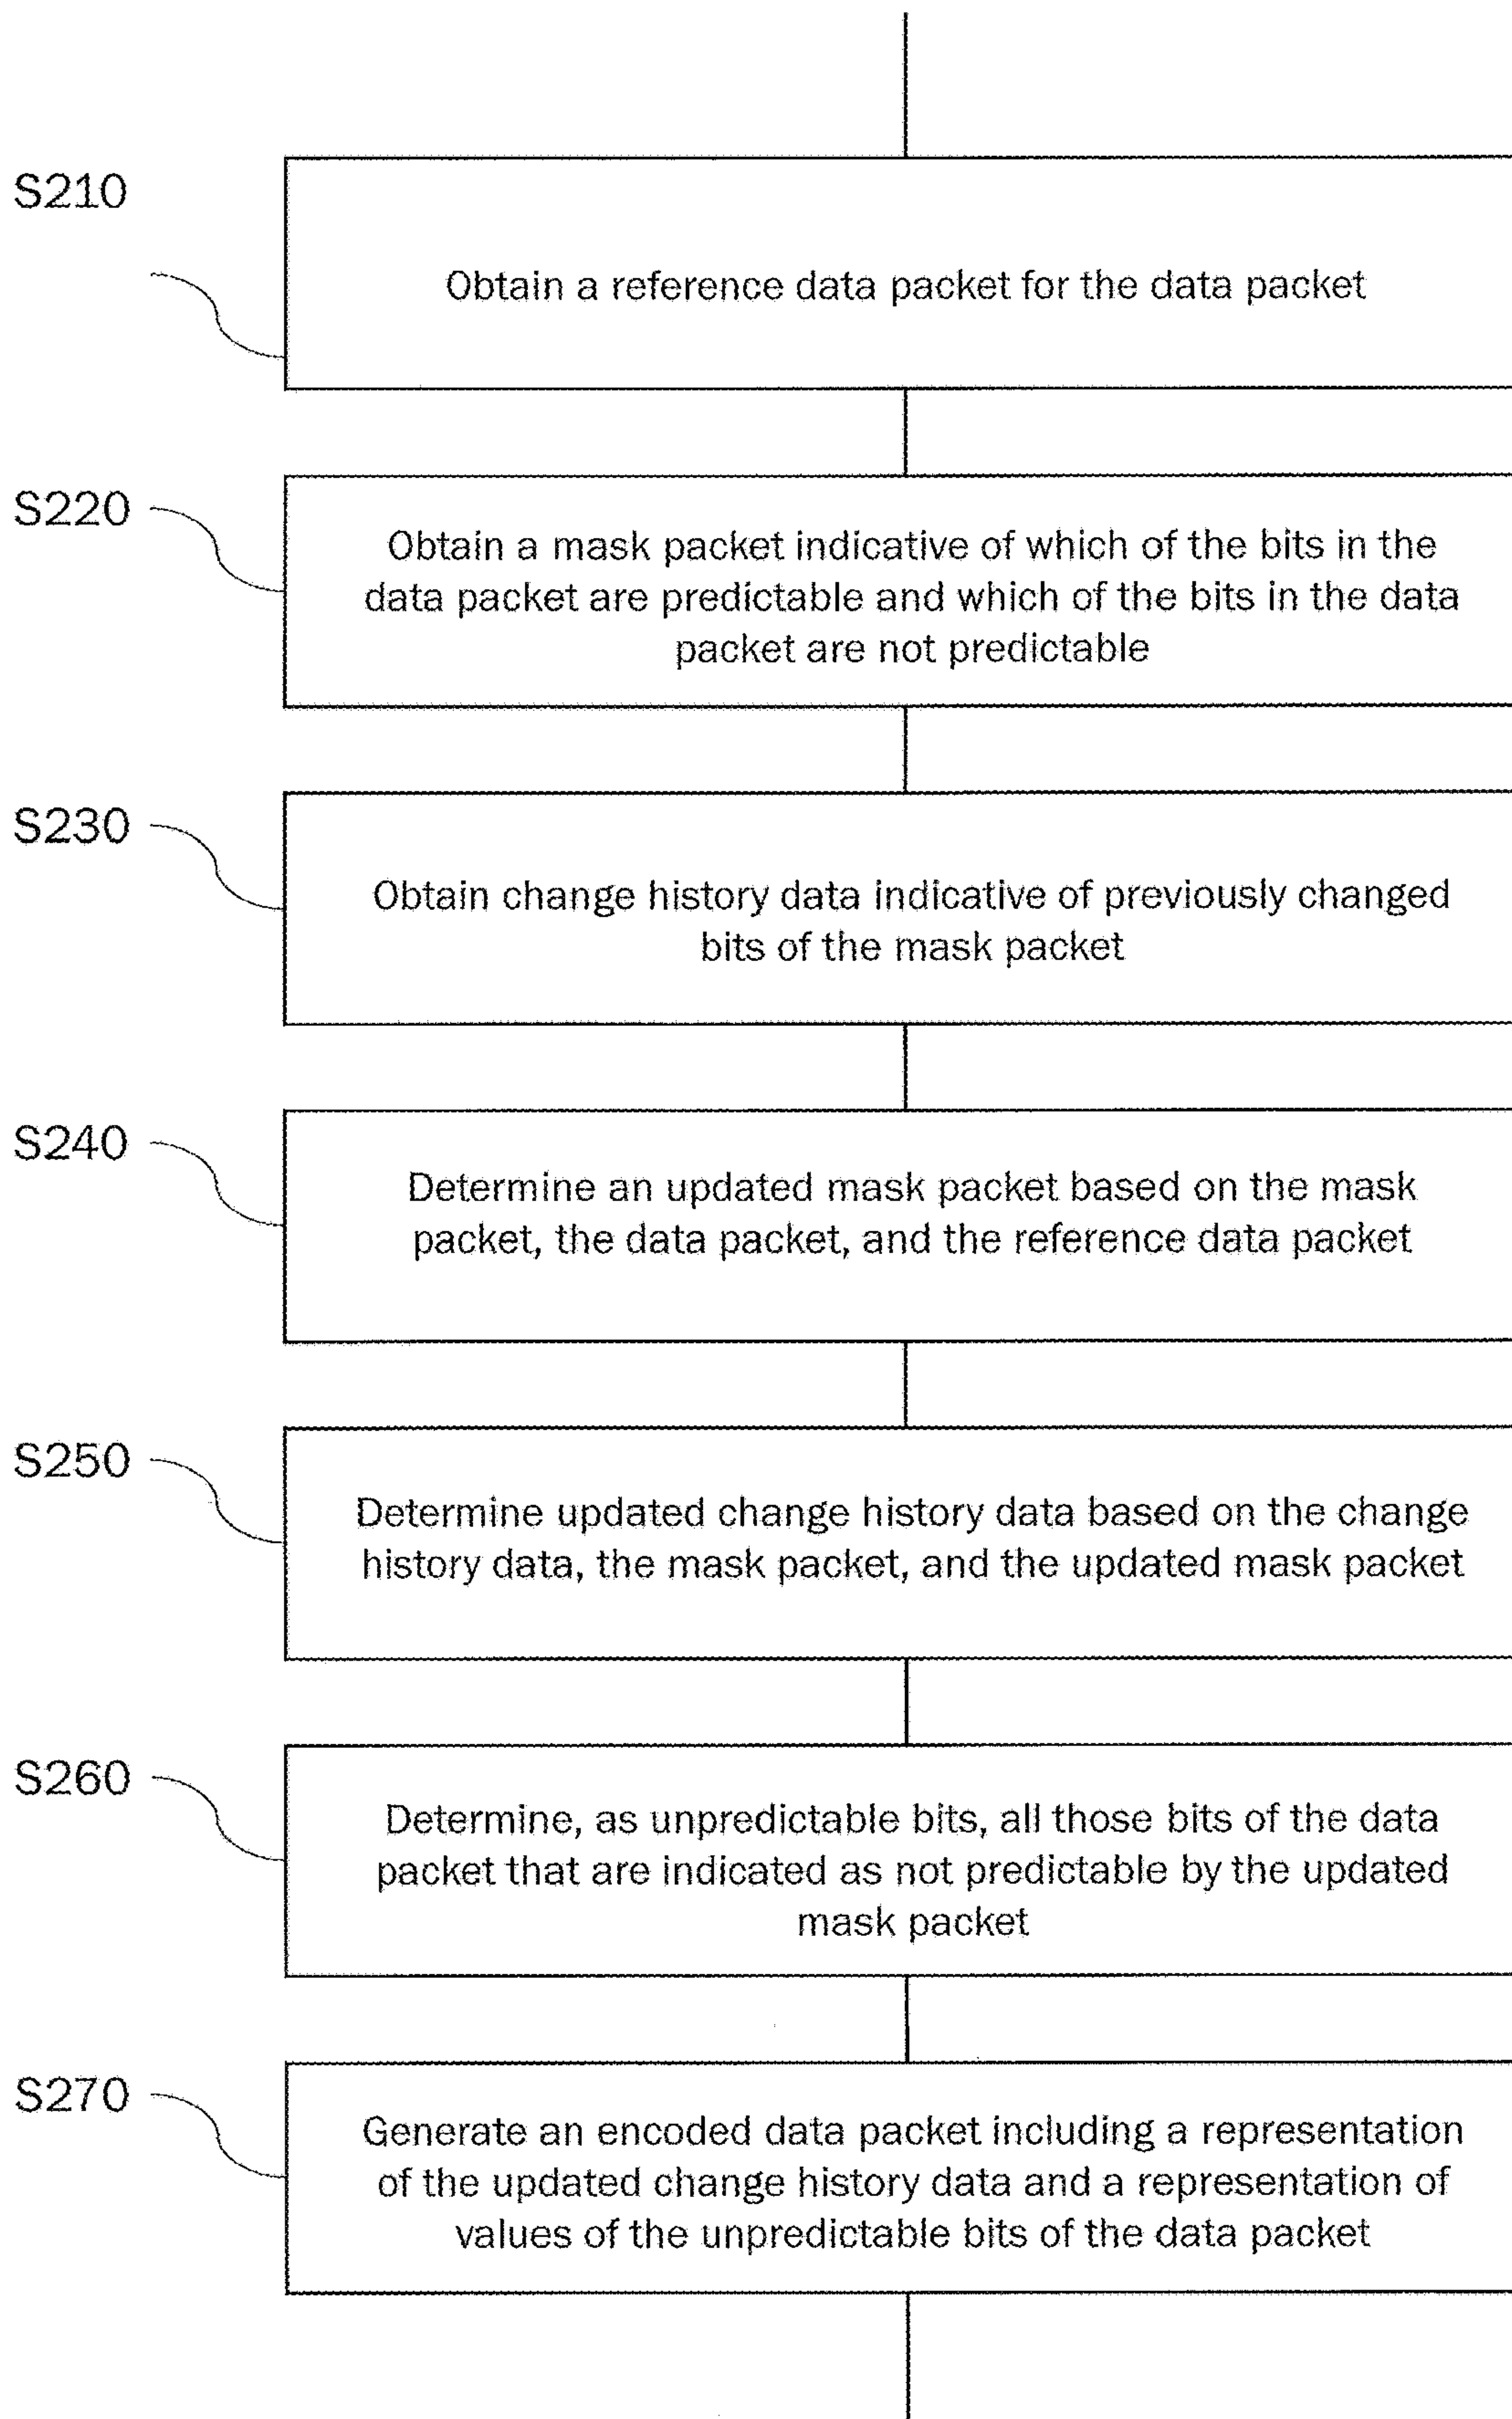 S210
Obtain a reference data packet for the data packet
S220
Obtain a mask packet indicative of which of the bits in the
data packet are predictable and which of the bits in the data
packet are not predictable
S230
Obtain change history data indicative of previously changed
bits of the mask packet
S240
Determine an updated mask packet based on the mask
packet, the data packet, and the reference data packet
S250
Determine updated change history data based on the change
history data, the mask packet, and the updated mask packet
S260
Determine, as unpredictable bits, all those bits of the data
packet that are indicated as not predictable by the updated
mask packet
S270
Generate an encoded data packet including a representation
of the updated change history data and a representation of
values of the unpredictable bits of the data packet